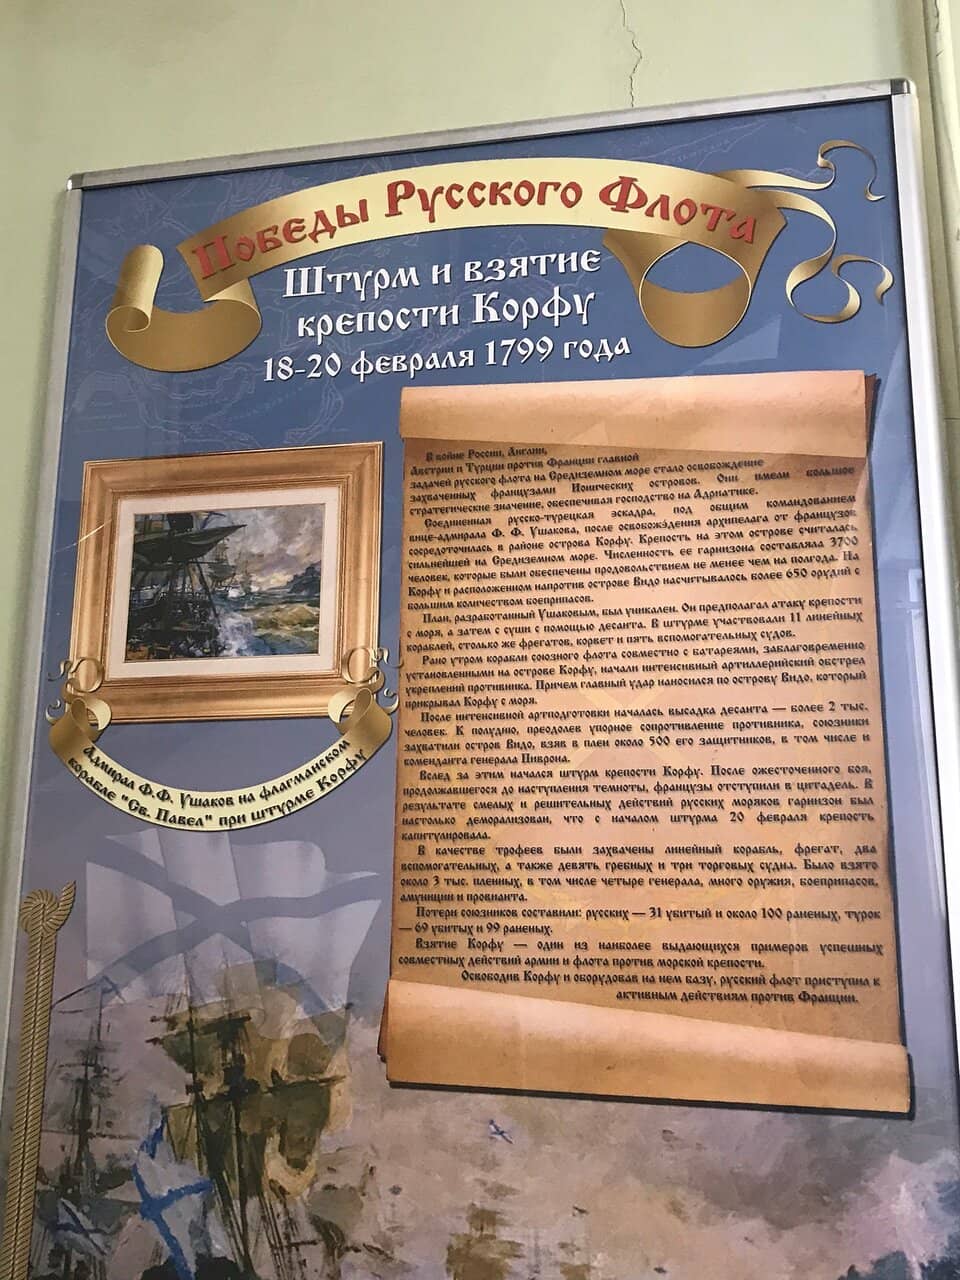 Победы Русского Флота
Штурм и взятие
крепости Корфу
18-20 февраля 1799 года
В войне России, Англии,
Австрии и Турции против Франции главной
задачей русского флота на Средиземном море стало освобождение
захваченных французами Ионических островов. Они имели большое
стратегические значение, обеспечивая господство на Адриатике.
Соединенная русско-турецкая эскадра, под общим командованием
вице-адмирала Ф. Ф. Ушакова, после освобождения архипелага от французов
сосредоточилась в районе острова Корфу. Крепость на этом острове считалась
сильнейшей на Средиземном море. Численность ее гарнизона составляла 3700
человек, которые были обеспечены продовольствием не менее чем на полгода. На
Корфу и расположенном напротив острове Видо насчитывалось более 650 орудий с
большим количеством боеприпасов.
План, разработанный Ушаковым, был уникален. Он предполагал атаку крепости
с моря, а затем с суши с помощью десанта. В штурме участвовали 11 линейных
кораблей, столько же фрегатов, корвет и пять вспомогательных судов.
Рано утром корабли союзного флота совместно с батареями, заблаговременно
установленными на острове Корфу, начали интенсивный артиллерийский обстрел
укреплений противника. Причем главный удар наносился по острову Видо, который
прикрывал Корфу с моря.
После интенсивной артподготовки началась высадка десанта — более 2 тыс.
человек. К полудню, преодолев упорное сопротивление противника, союзники
захватили остров Видо, взяв в плен около 500 его защитников, в том числе и
коменданта генерала Пиврона.
Вслед за этим начался штурм крепости Корфу. После ожесточенного боя,
продолжавшегося до наступления темноты, французы отступили в цитадель. В
результате смелых и решительных действий русских моряков гарнизон был
настолько деморализован, что с началом штурма 20 февраля крепость
капитулировала.
В качестве трофеев были захвачены линейный корабль, фрегат, два
вспомогательных, а также девять гребных и три торговых судна. Было взято
около 3 тыс. пленных, в том числе четыре генерала, много оружия, боеприпасов,
амуниции и провианта.
Потери союзников составили: русских — 31 убитый и около 100 раненых, турок
— 69 убитых и 99 раненых.
Взятие Корфу — один из наиболее выдающихся примеров успешных
совместных действий армии и флота против морской крепости.
Освободив Корфу и оборудовав на нем базу, русский флот приступил к
активным действиям против Франции.
Адмирал Ф.Ф. Ушаков на флагманском
корабле "Св. Павел" при штурме Корфу